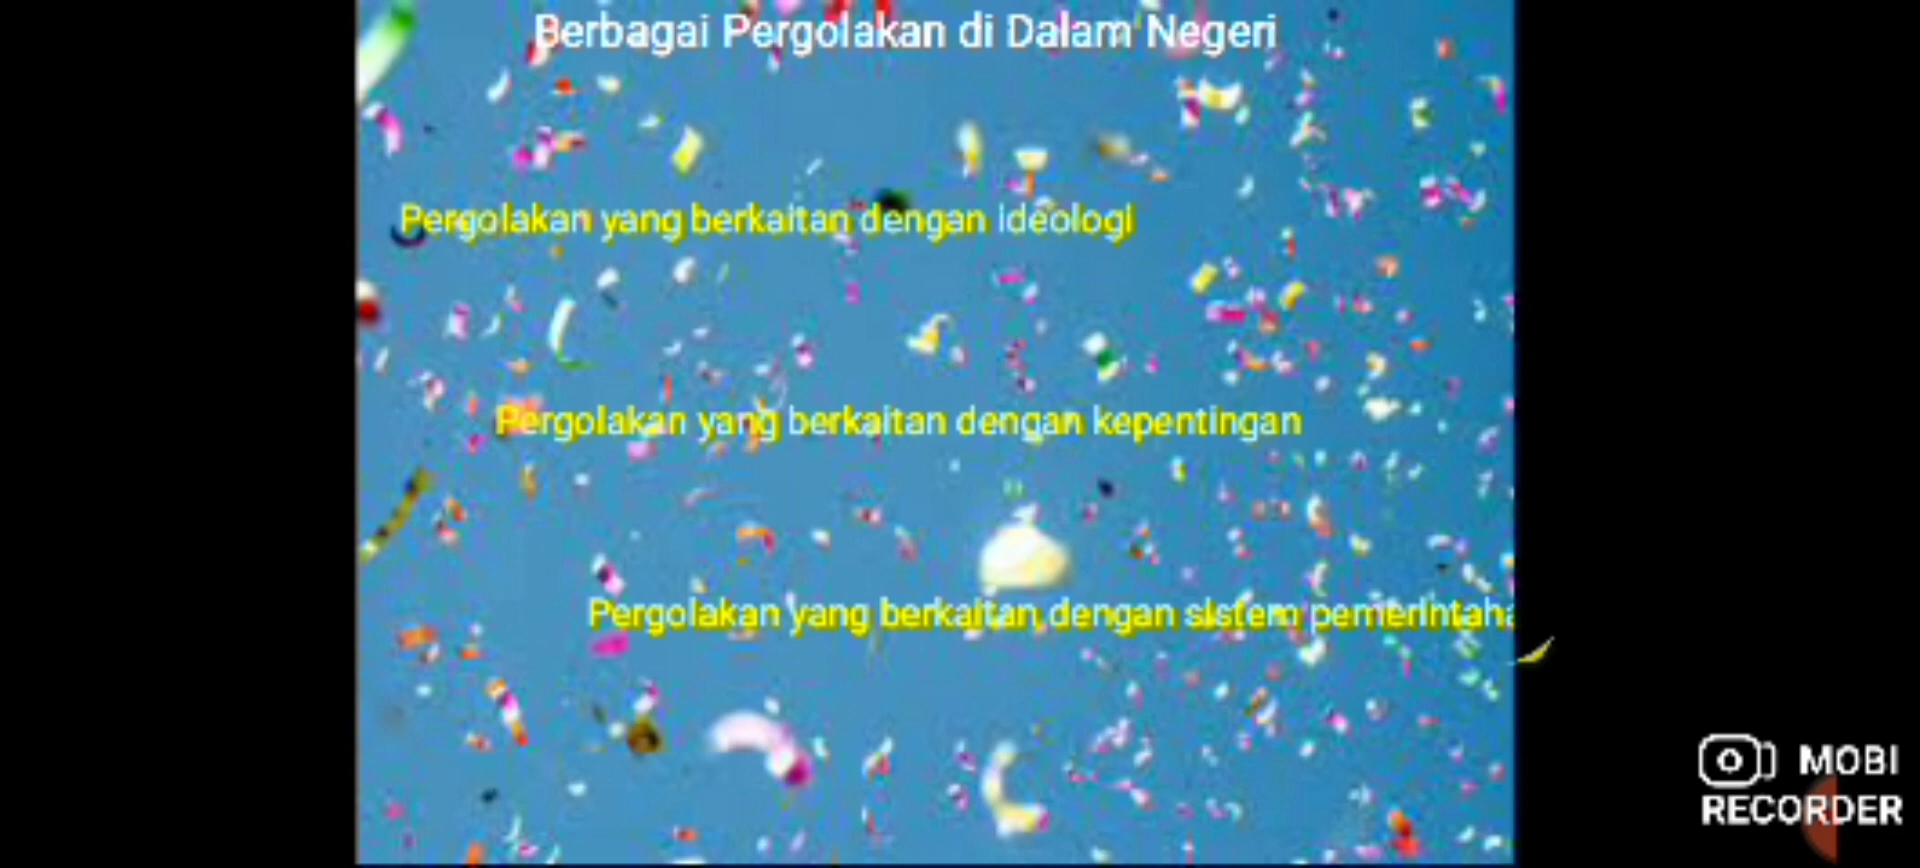 Berbagai Pergolakan di Dalam Negeri
Pergolakan yang berkaitan dengan ideologi
Pergolakan yang berkaitan dengan kepentingan
Pergolakan yang berkaitan dengan sistem pemerintaha
MOBI
RECORDER